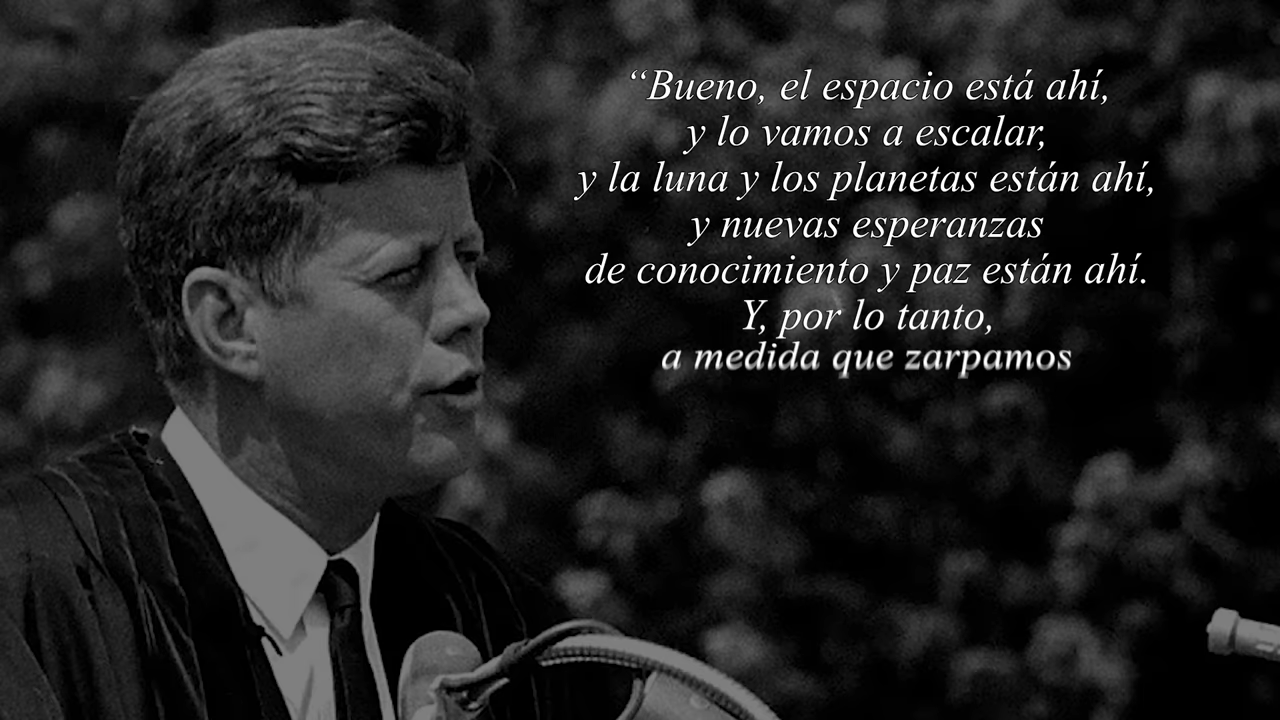 “Bueno, el espacio está ahí,
y lo vamos a escalar,
y la luna y los planetas están ahí,
y nuevas esperanzas
de conocimiento y paz están ahí.
Y, por lo tanto,
a medida que zarpamos